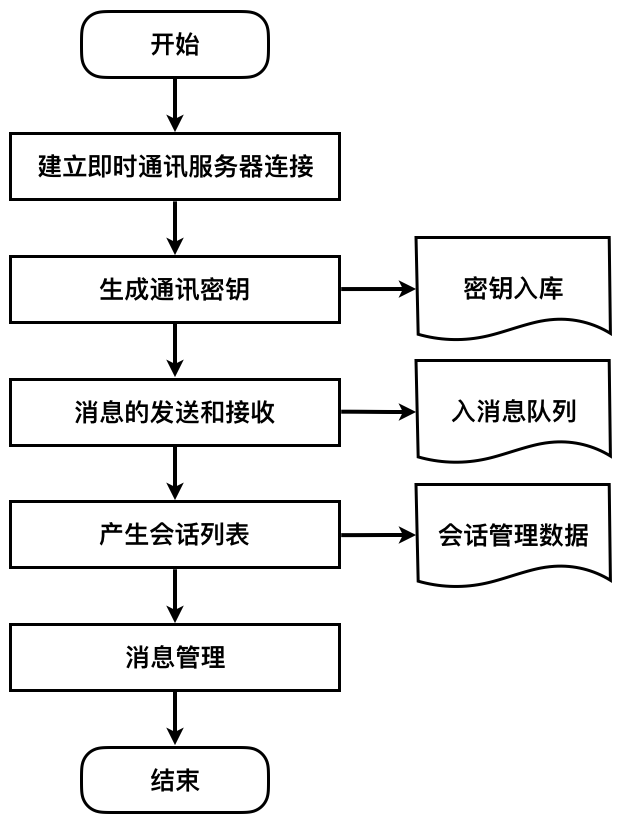 开始
建立即时通讯服务器连接
生成通讯密钥
密钥入库
消息的发送和接收
入消息队列
产生会话列表
会话管理数据
消息管理
结束